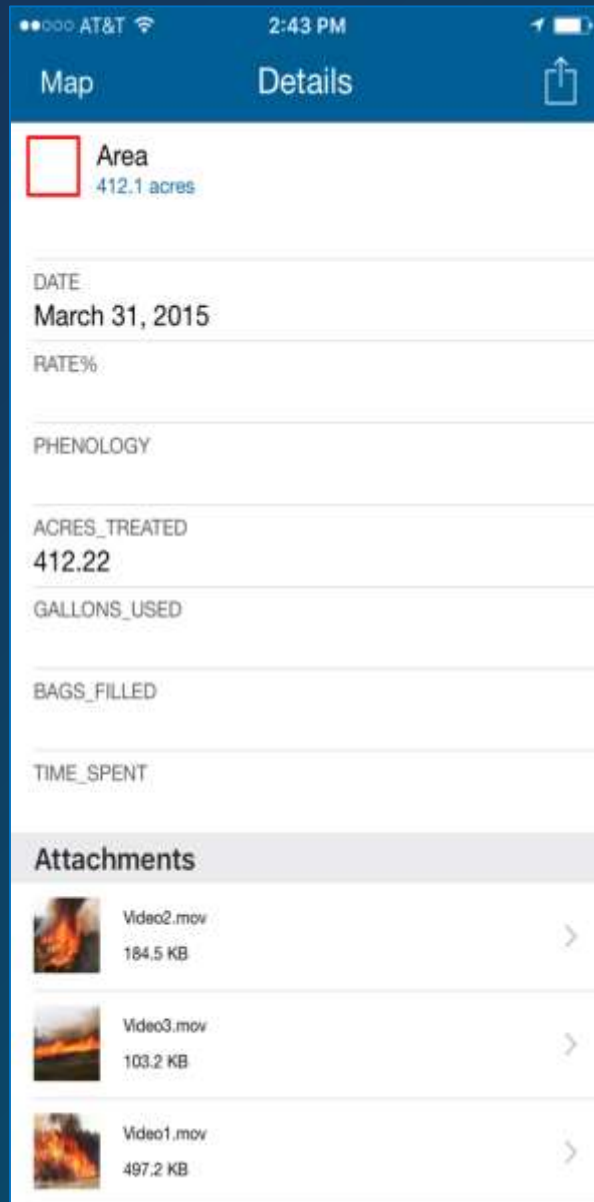 AT&T 2:43 PM
Map Details
Area
412.1 acres
DATE
March 31, 2015
RATE%
PHENOLOGY
ACRES_TREATED
412.22
GALLONS_USED
BAGS_FILLED
TIME_SPENT
Attachments
Video2.mov
184.5 KB
Video3.mov
103.2 KB
Video1.mov
497.2 KB